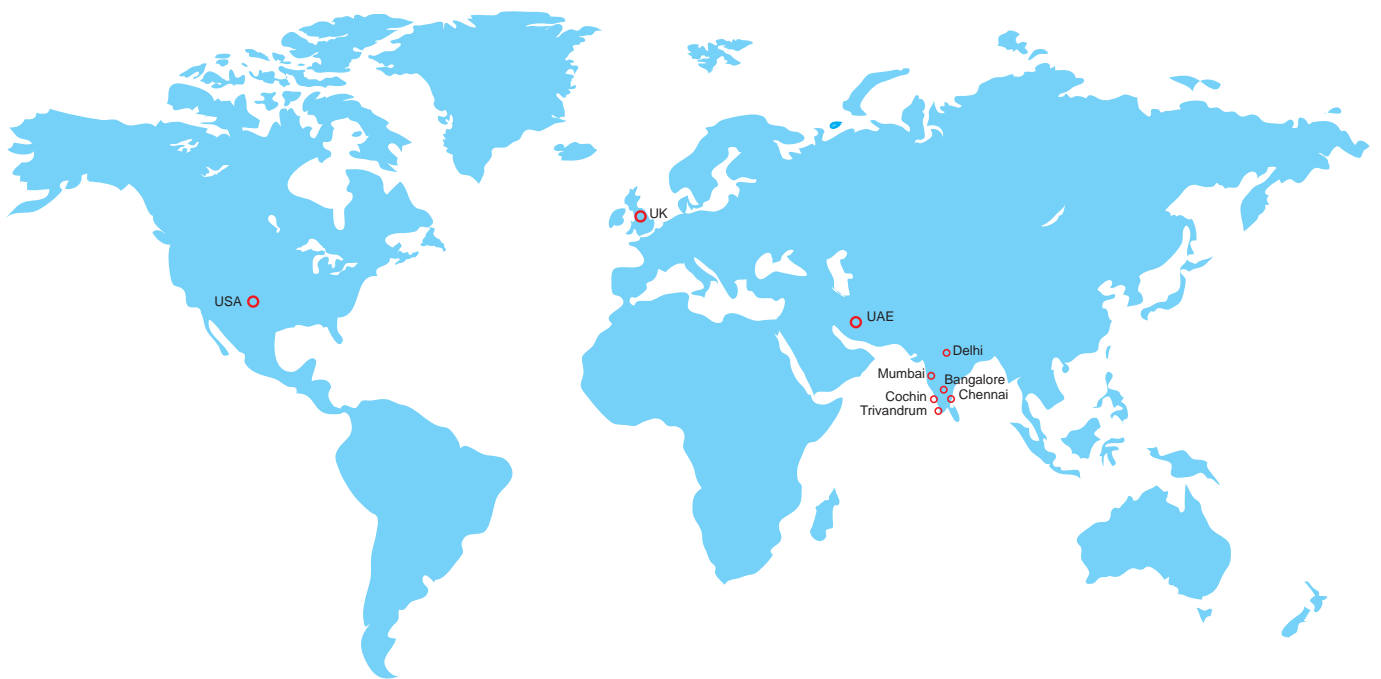 UK
USA
UAE
Delhi
Mumbai
Bangalore
Cochin
Chennai
Trivandrum